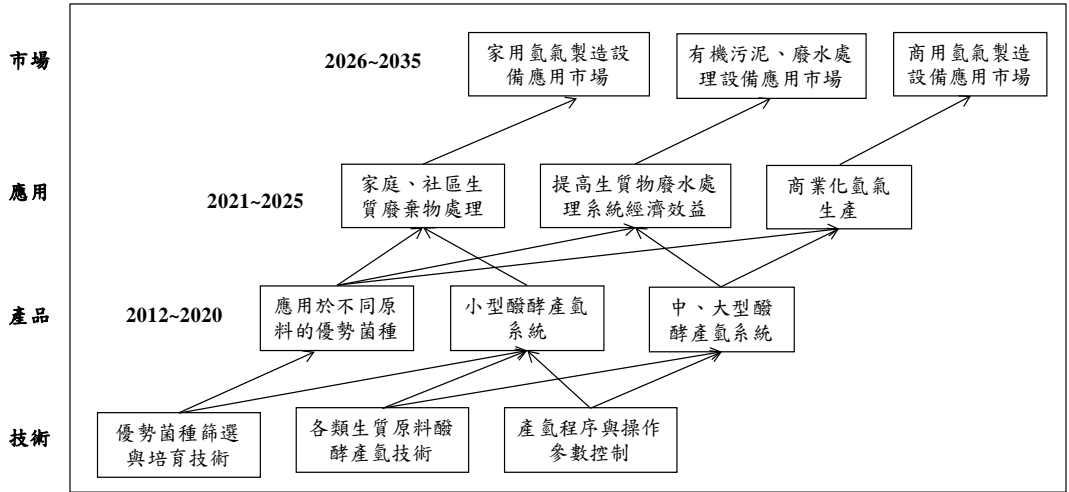 市場
2026~2035
家用氫氣製造設
備應用市場
有機污泥、廢水處
理設備應用市場
商用氫氣製造
設備應用市場
應用
2021~2025
家庭、社區生
質廢棄物處理
提高生質物廢水處
理系統經濟效益
商業化氫氣
生產
產品
2012~2020
應用於不同原
料的優勢菌種
小型醱酵產氫
系統
中、大型醱
酵產氫系統
技術
優勢菌種篩選
與培育技術
各類生質原料醱
酵產氫技術
產氫程序與操作
參數控制